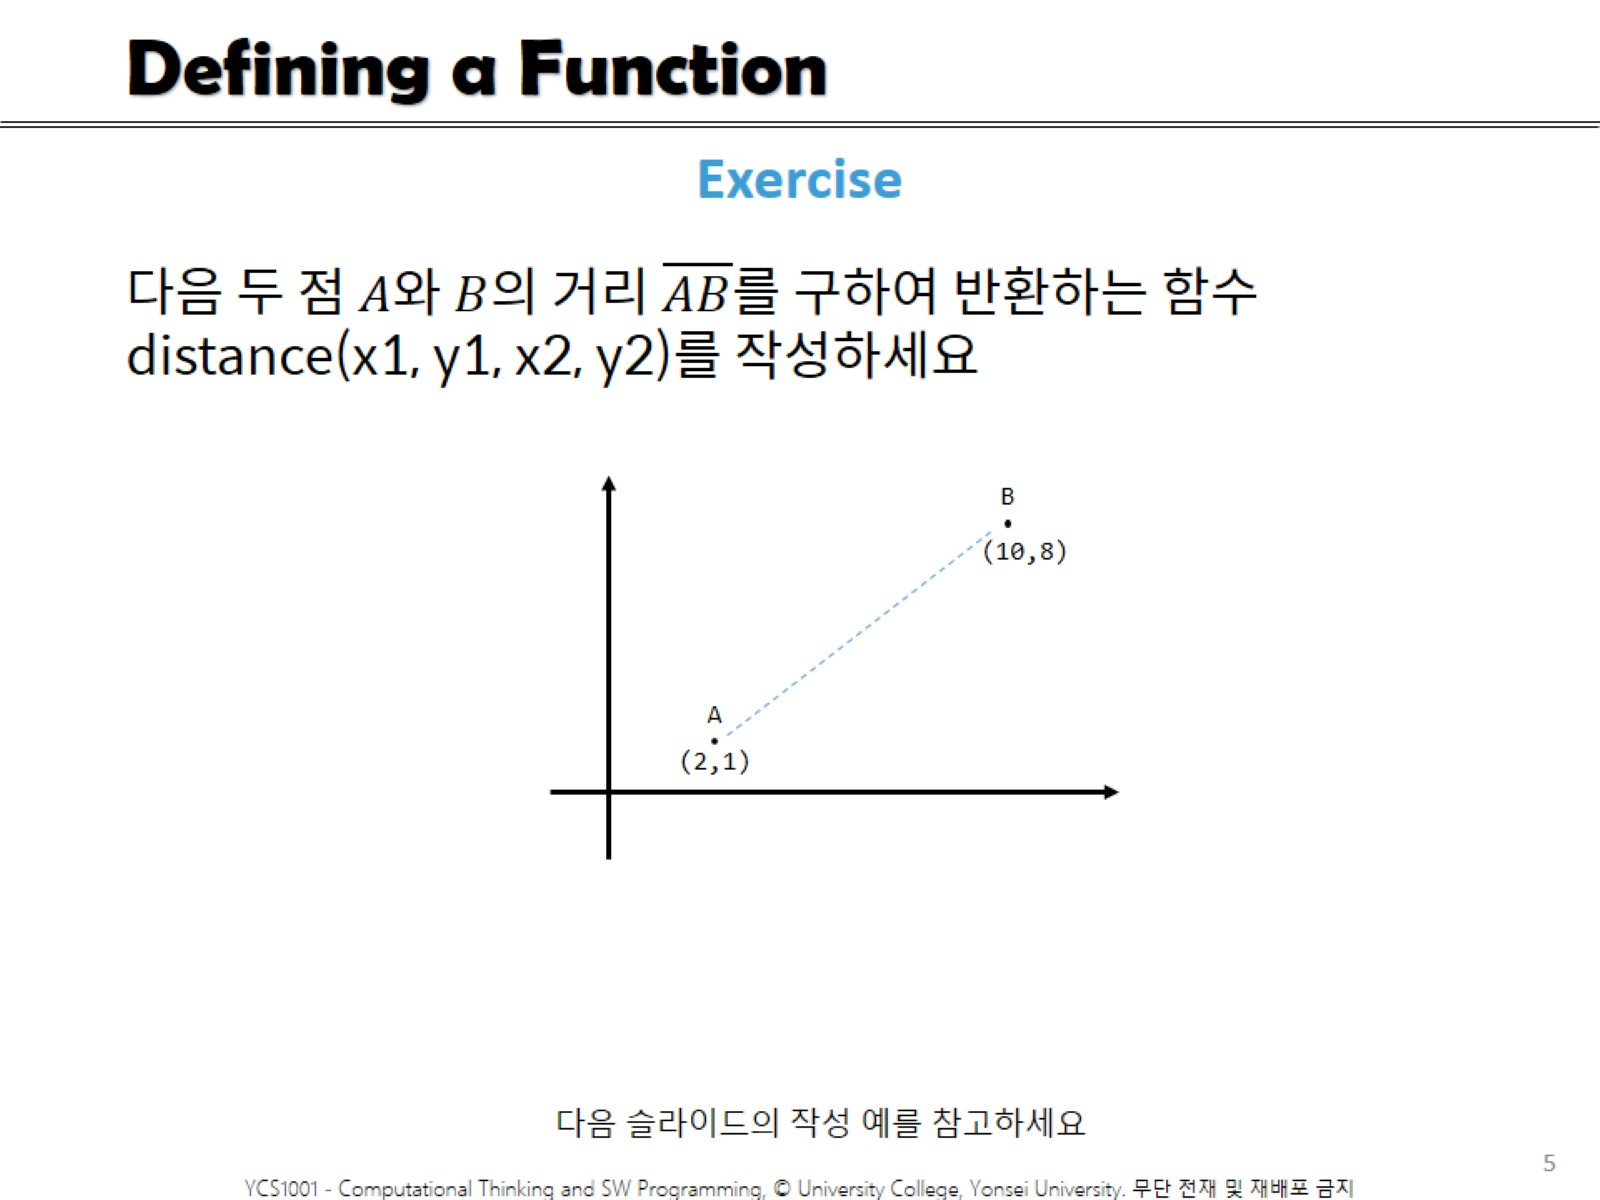 Defining a Function
Exercise
다음 두 점 A와 B의 거리 A̅B̅를 구하여 반환하는 함수
distance(x1, y1, x2, y2)를 작성하세요
B
(10,8)
A
(2,1)
다음 슬라이드의 작성 예를 참고하세요
5
YCS1001 - Computational Thinking and SW Programming, © University College, Yonsei University. 무단 전재 및 재배포 금지